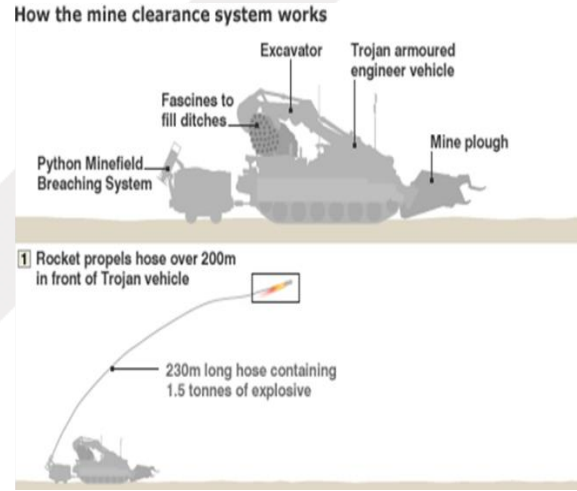 How the mine clearance system works
Excavator
Trojan armoured
engineer vehicle
Fascines to
fill ditches
Mine plough
Python Minefield
Breaching System
1 Rocket propels hose over 200m
in front of Trojan vehicle
230m long hose containing
1.5 tonnes of explosive